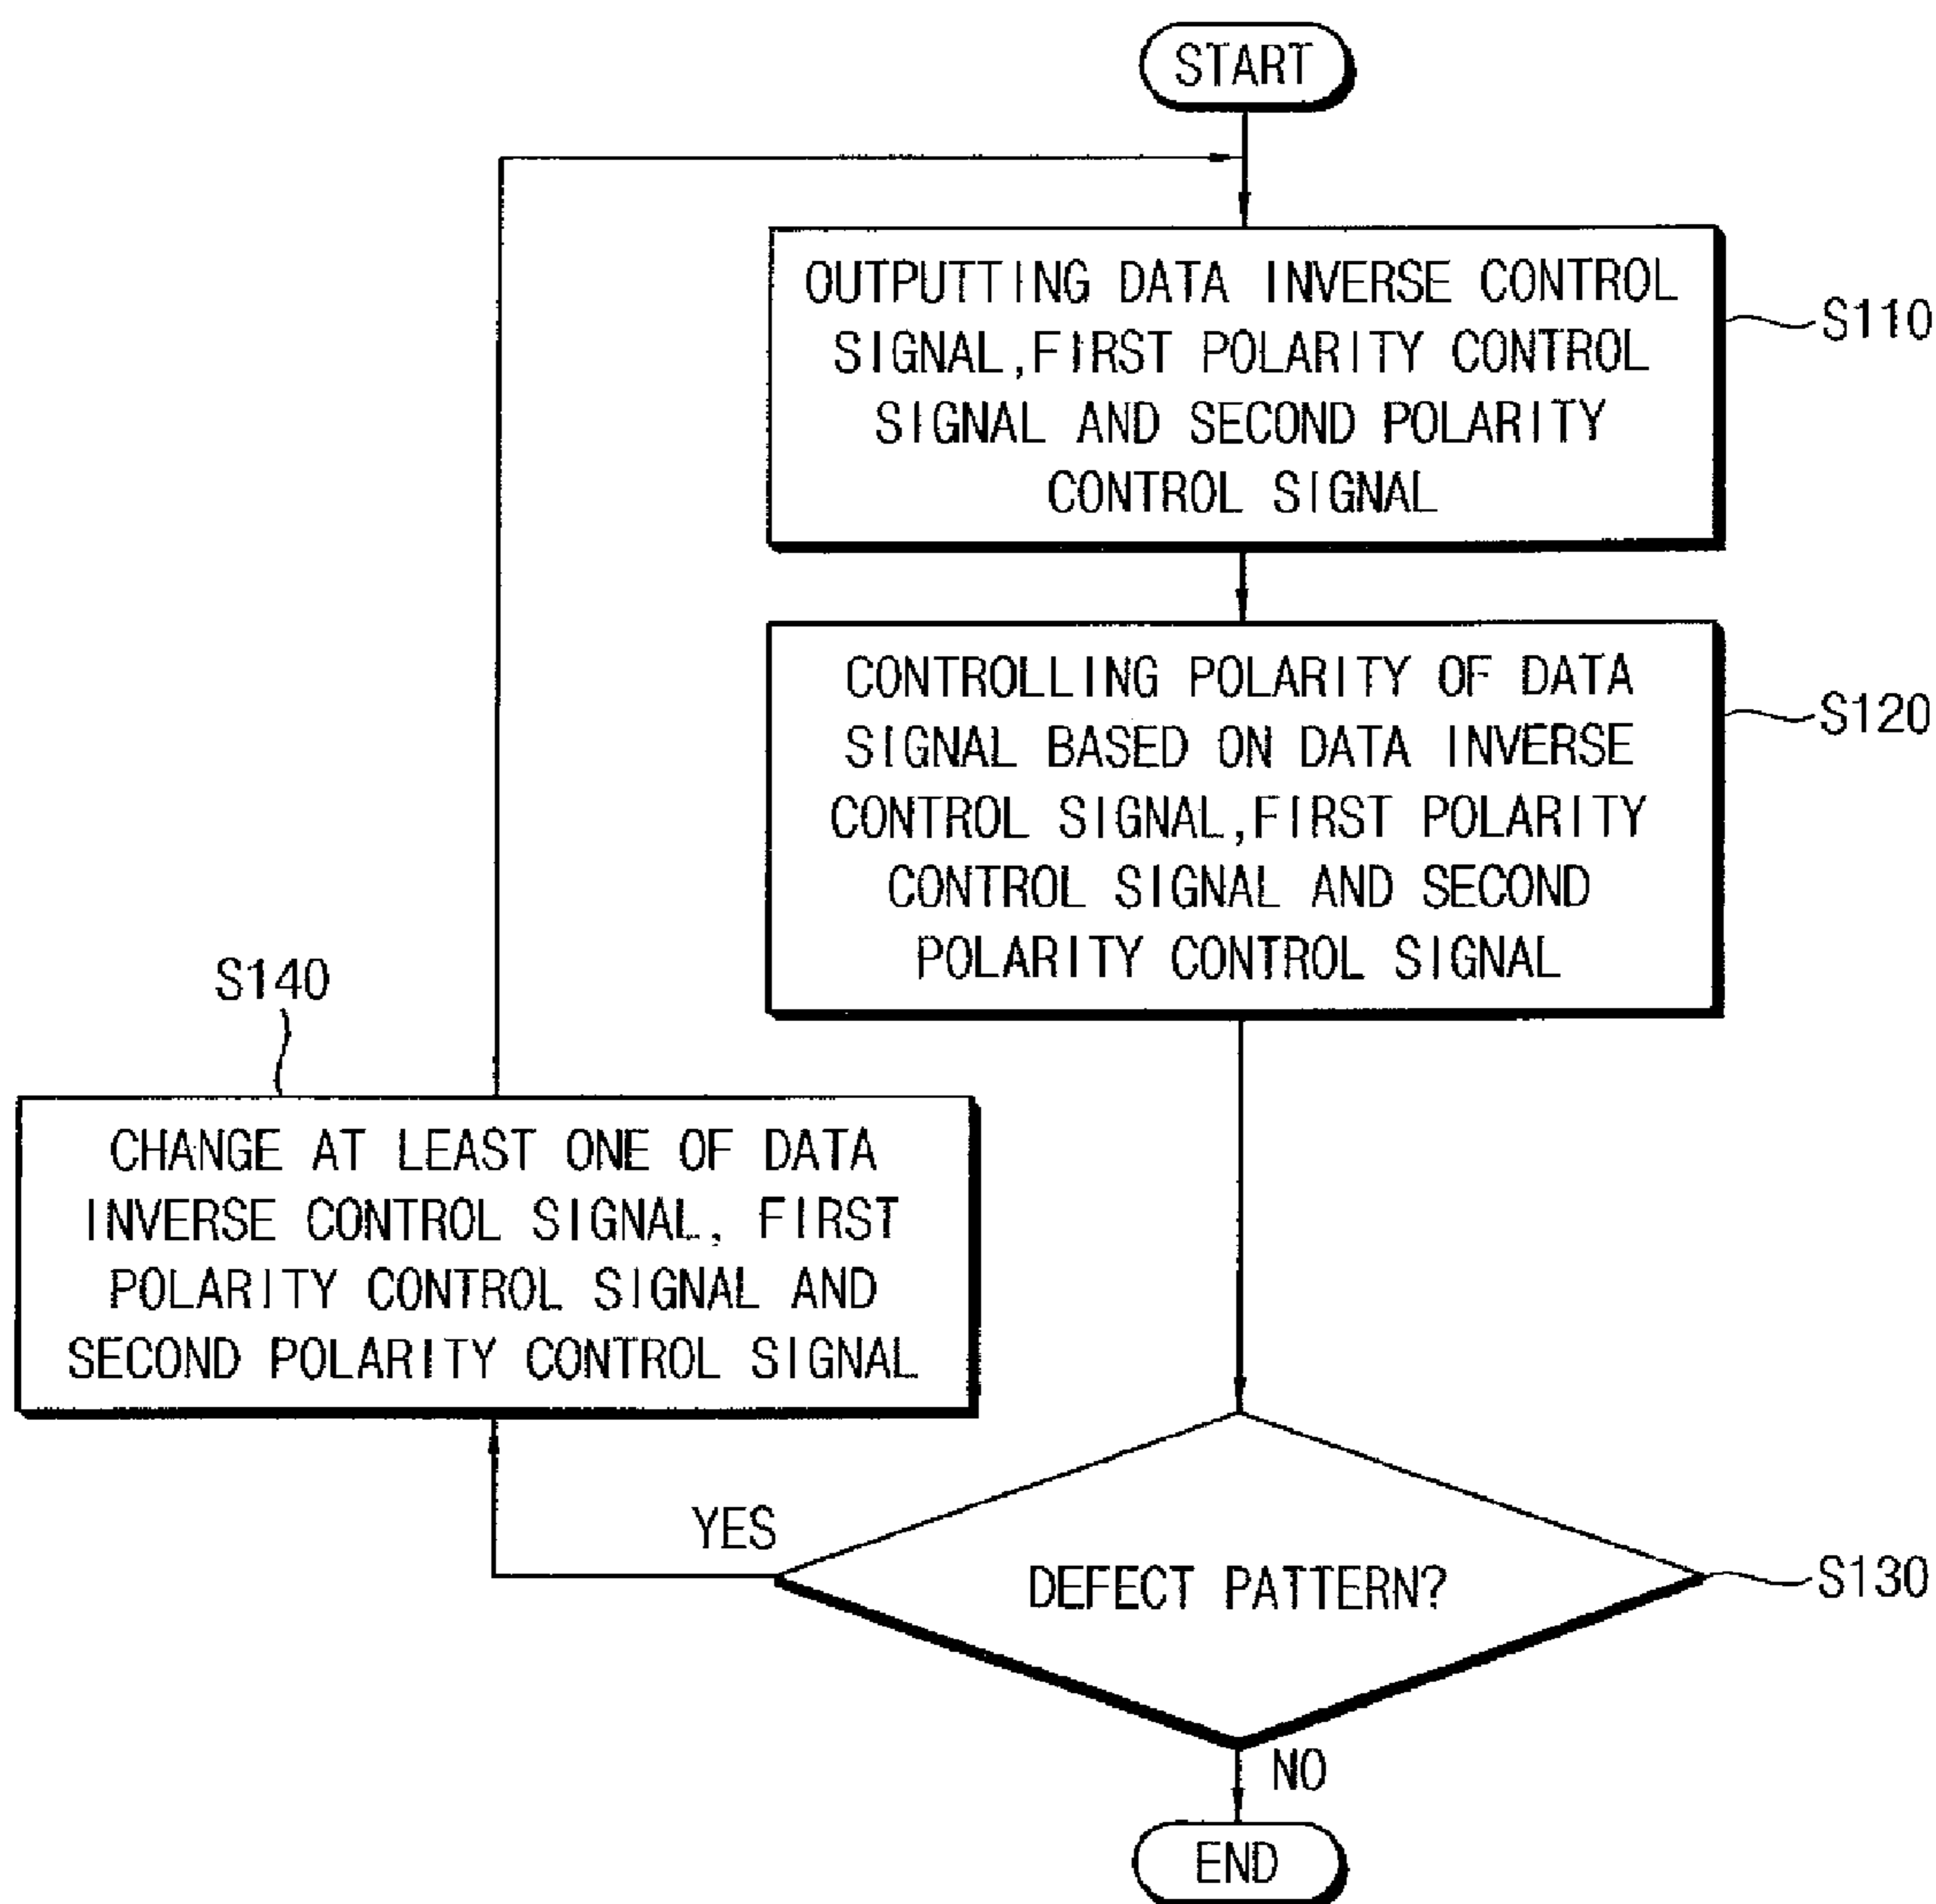 START
OUTPUTTING DATA INVERSE CONTROL
SIGNAL,FIRST POLARITY CONTROL
SIGNAL AND SECOND POLARITY
CONTROL SIGNAL
S110
CONTROLLING POLARITY OF DATA
SIGNAL BASED ON DATA INVERSE
CONTROL SIGNAL,FIRST POLARITY
CONTROL SIGNAL AND SECOND
POLARITY CONTROL SIGNAL
S120
S140
CHANGE AT LEAST ONE OF DATA
INVERSE CONTROL SIGNAL, FIRST
POLARITY CONTROL SIGNAL AND
SECOND POLARITY CONTROL SIGNAL
YES
DEFECT PATTERN?
S130
NO
END